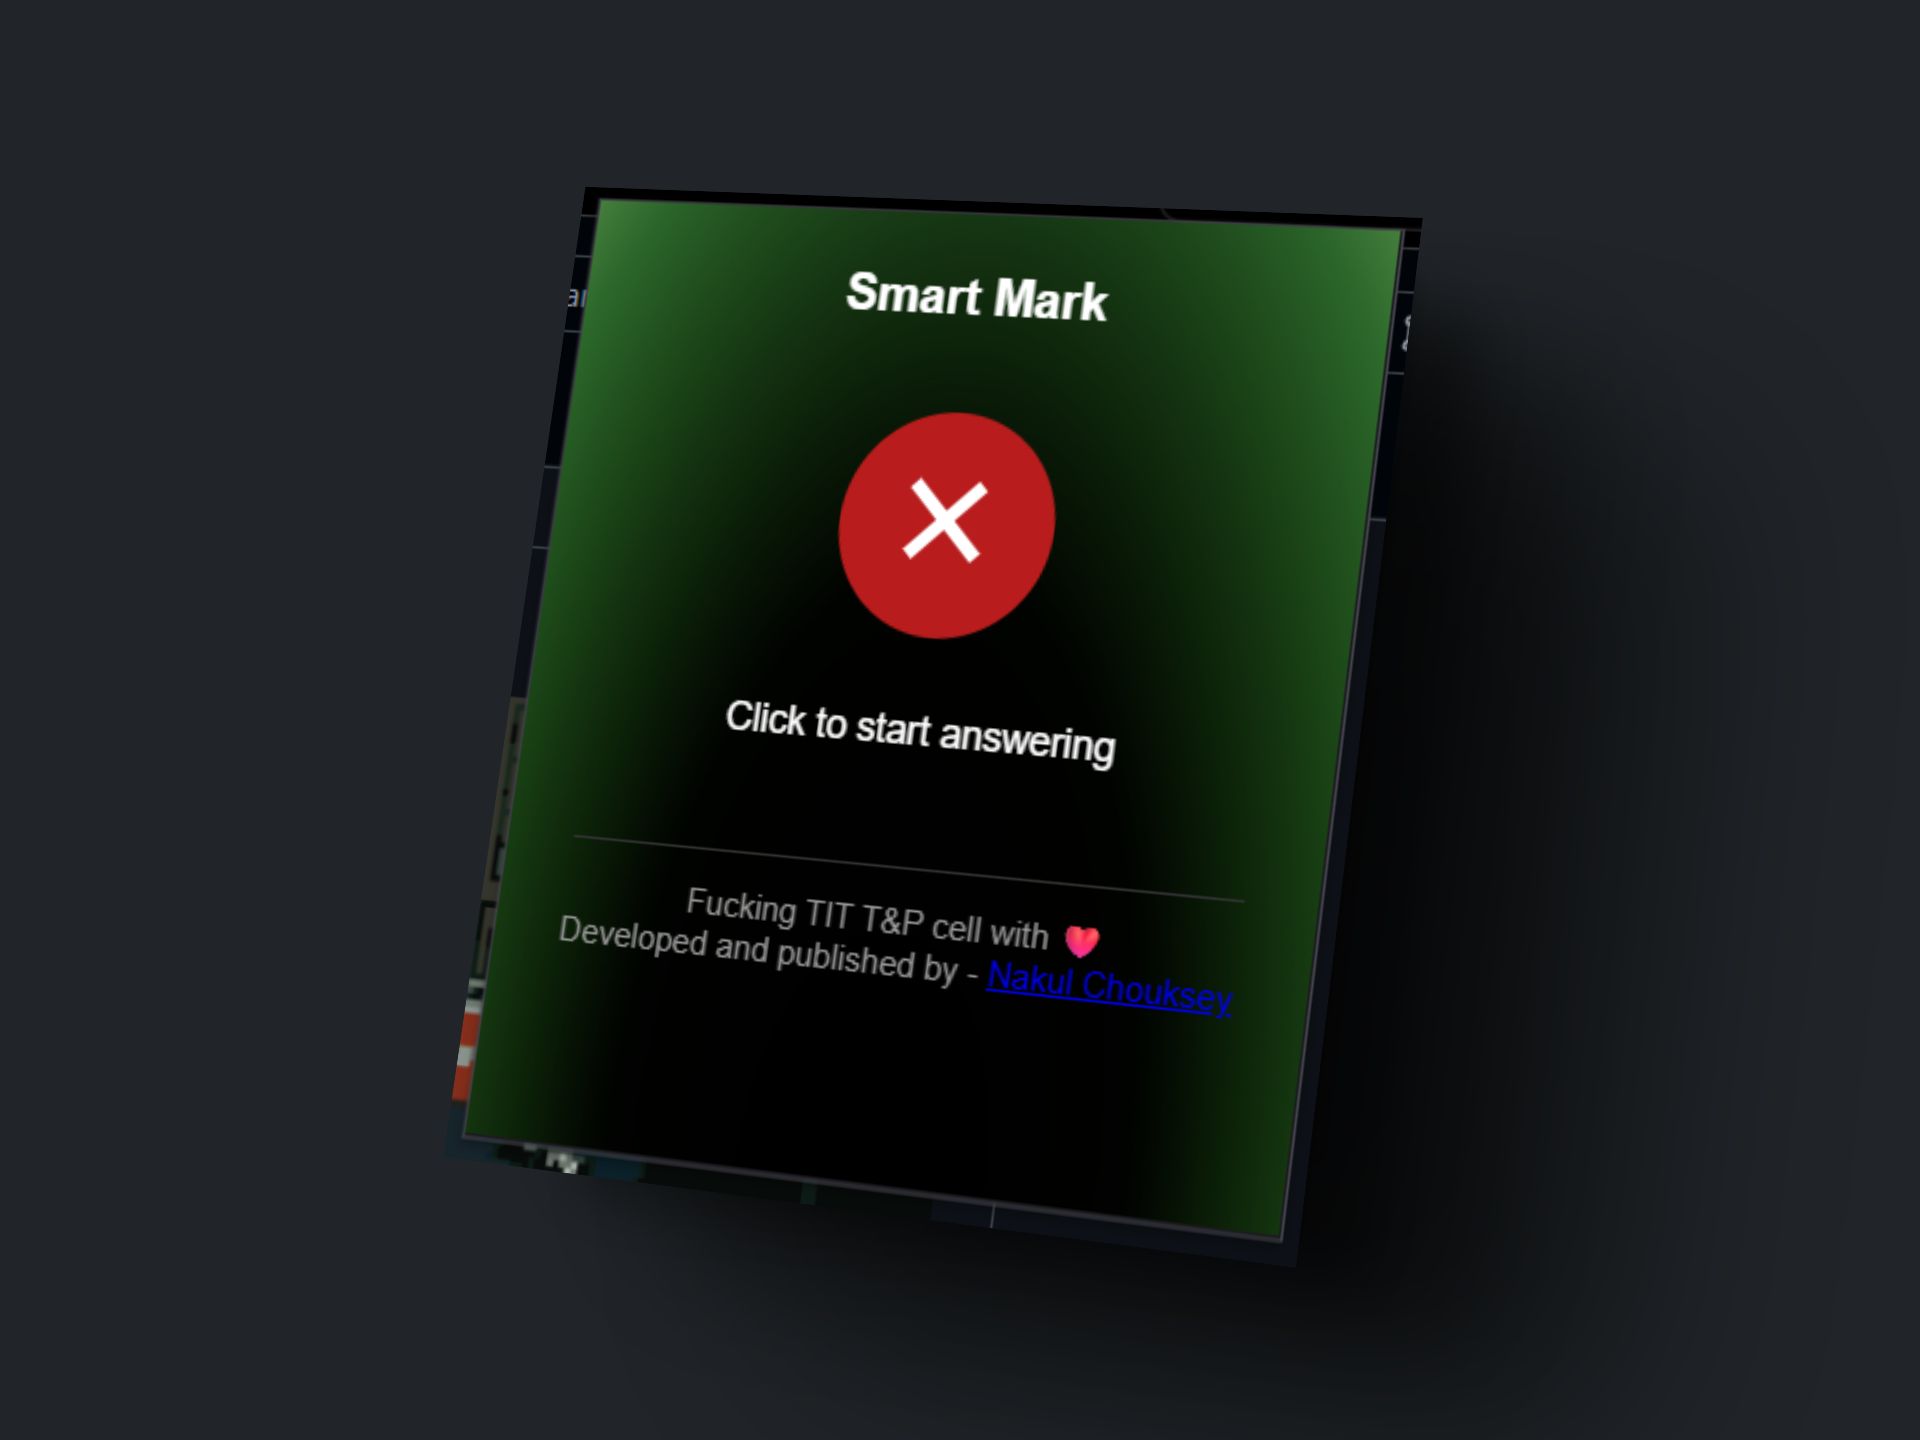 Smart Mark
Click to start answering
Fucking TIT T&P cell with 💗
Developed and published by - Nakul Chouksey